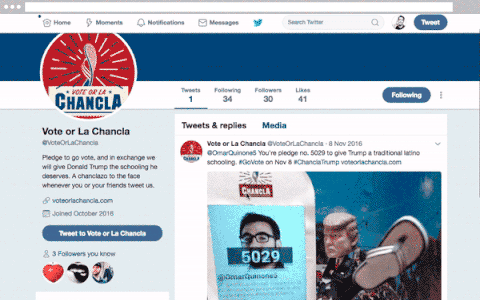 Home Moments Notifications Messages Search Twitter Tweet
VOTE OR LA
CHANCLA
Tweets Following Followers Likes
1 34 30 41
Following
Vote or La Chancla
@VoteOrLaChancla
Pledge to go vote, and in exchange we
will give Donald Trump the schooling he
deserves. A chanclazo to the face
whenever you or your friends tweet us.
voteorlachancla.com
Joined October 2016
Tweet to Vote or La Chancla
3 Followers you know
Tweets & replies Media
Vote or La Chancla @VoteOrLaChancla · 8 Nov 2016
@OmarQuinones You're pledge no. 5029 to give Trump a traditional latino
schooling. #GoVote on Nov 8 #ChanclaTrump voteorlachancla.com
CHANCLA
5029
@OmarQuinones